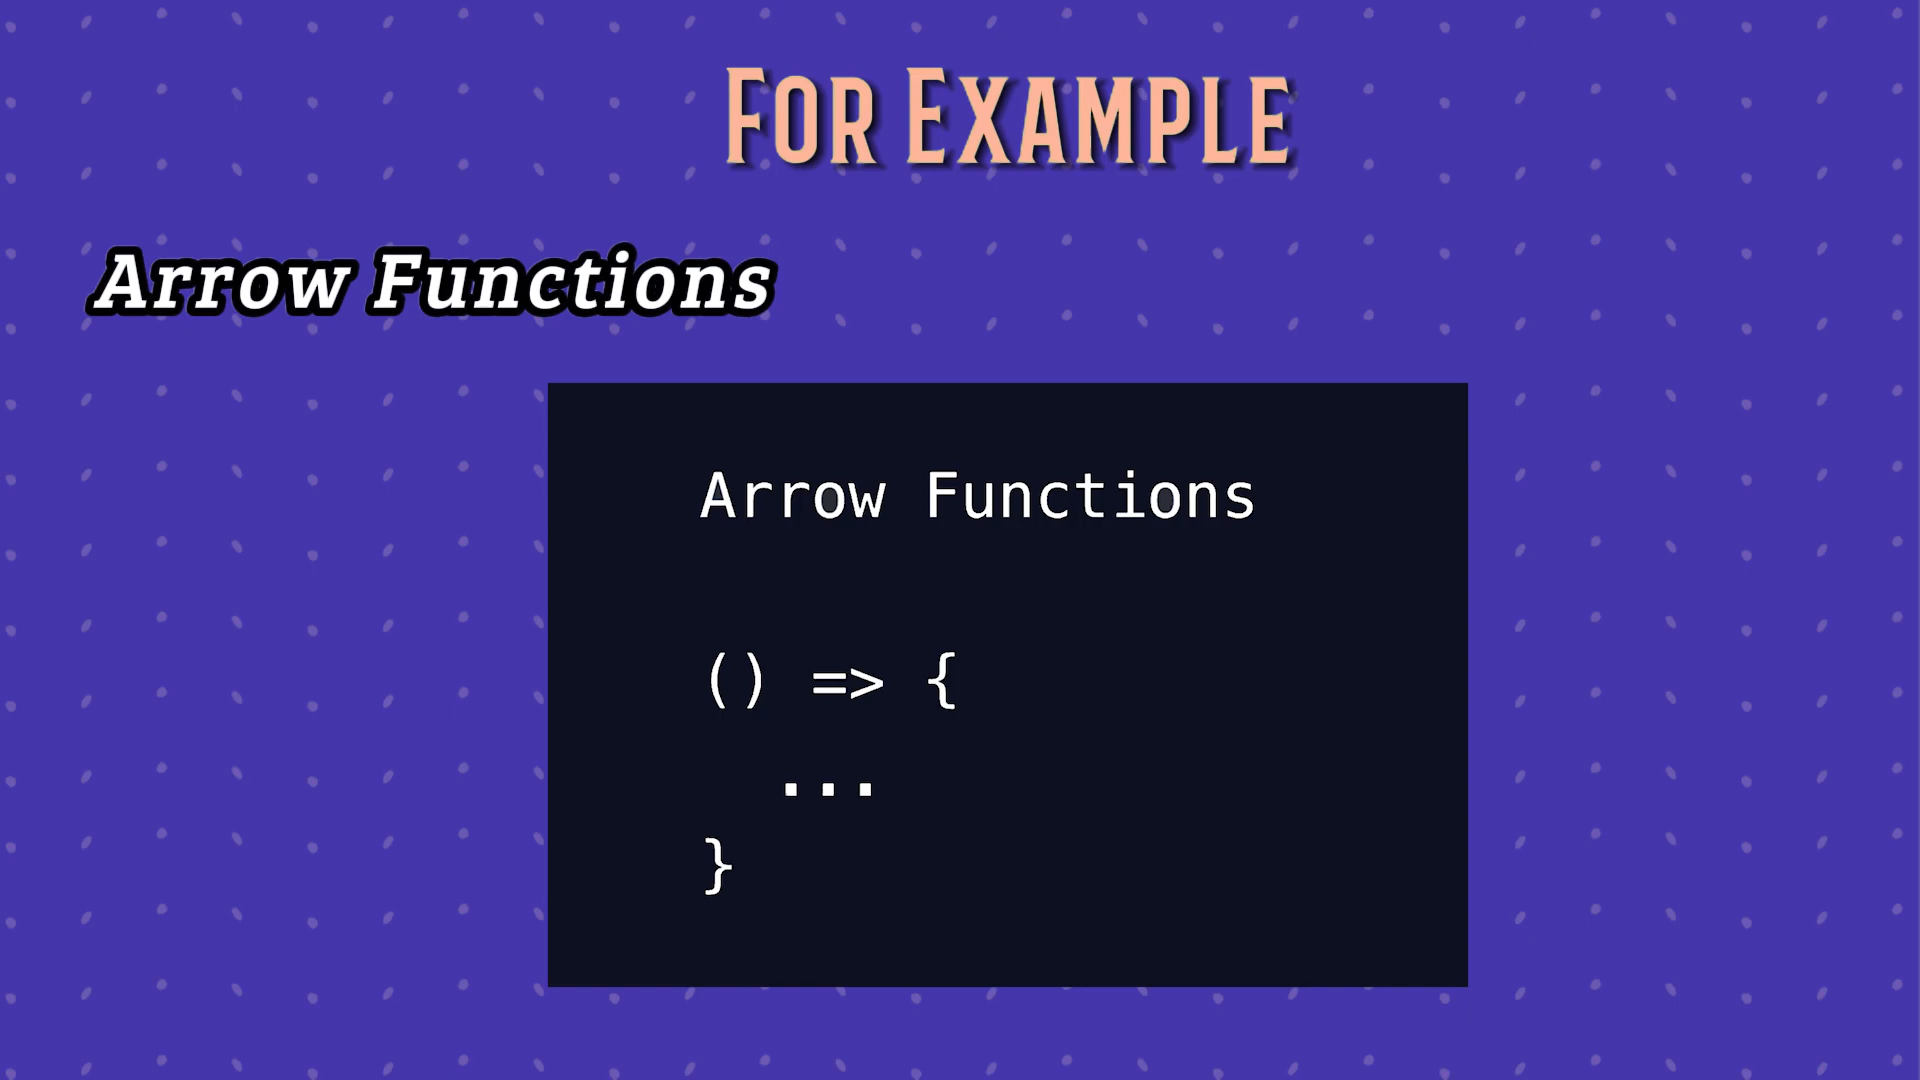 For Example
Arrow Functions
Arrow Functions
() => {
...
}